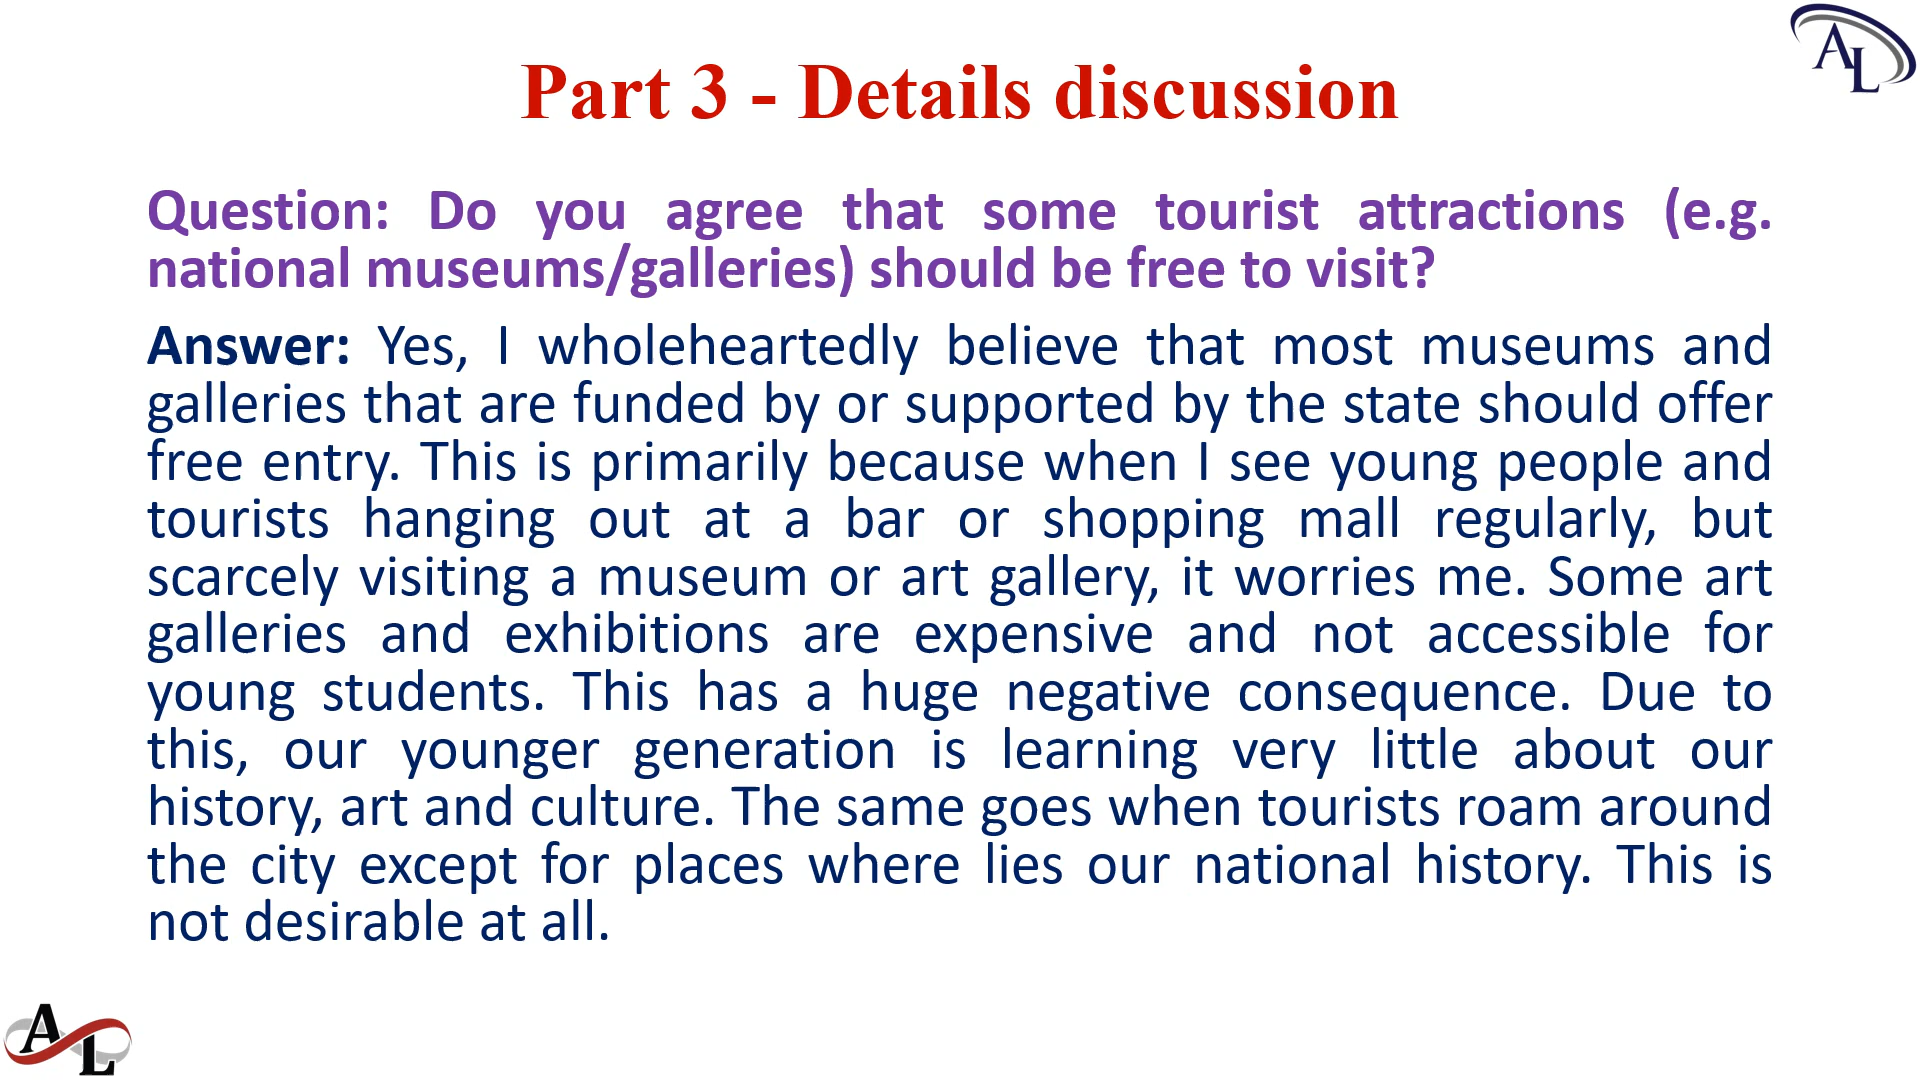 AL
Part 3 - Details discussion
Question: Do you agree that some tourist attractions (e.g.
national museums/galleries) should be free to visit?
Answer: Yes, I wholeheartedly believe that most museums and
galleries that are funded by or supported by the state should offer
free entry. This is primarily because when I see young people and
tourists hanging out at a bar or shopping mall regularly, but
scarcely visiting a museum or art gallery, it worries me. Some art
galleries and exhibitions are expensive and not accessible for
young students. This has a huge negative consequence. Due to
this, our younger generation is learning very little about our
history, art and culture. The same goes when tourists roam around
the city except for places where lies our national history. This is
not desirable at all.
AL